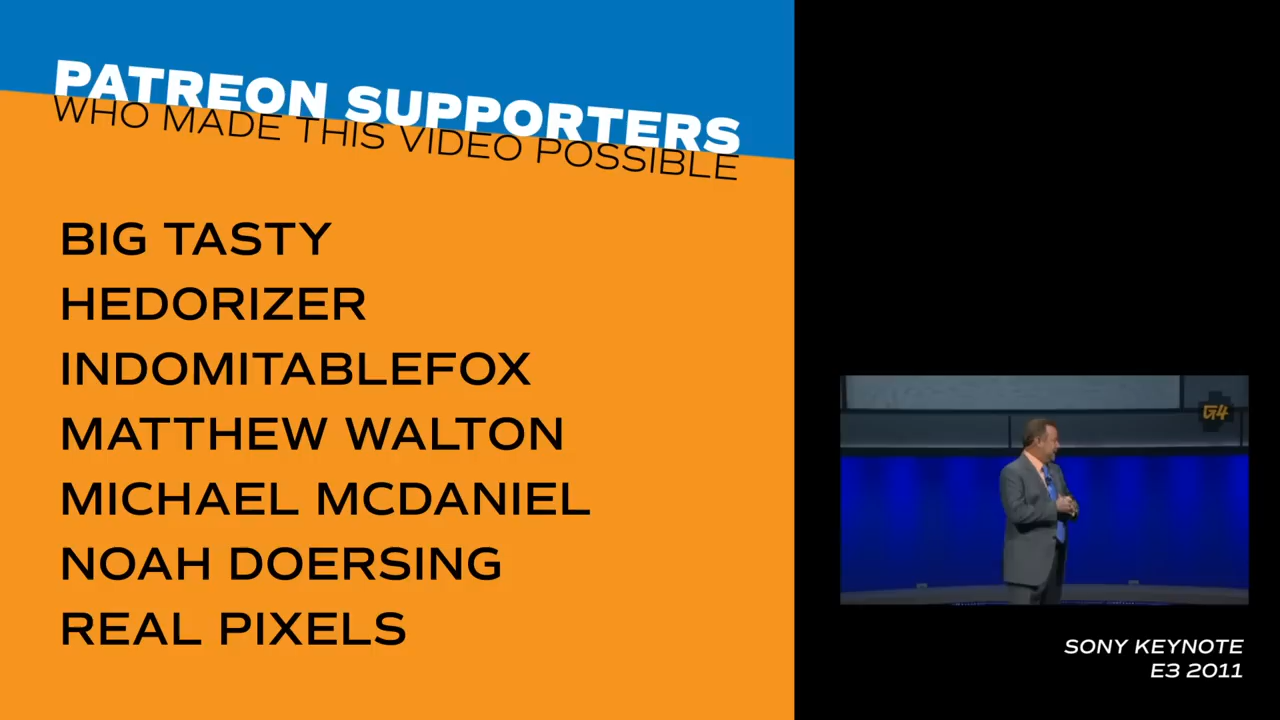 PATREON SUPPORTERS
WHO MADE THIS VIDEO POSSIBLE
BIG TASTY
HEDORIZER
INDOMITABLEFOX
MATTHEW WALTON
MICHAEL MCDANIEL
NOAH DOERSING
REAL PIXELS
G4
SONY KEYNOTE
E3 2011